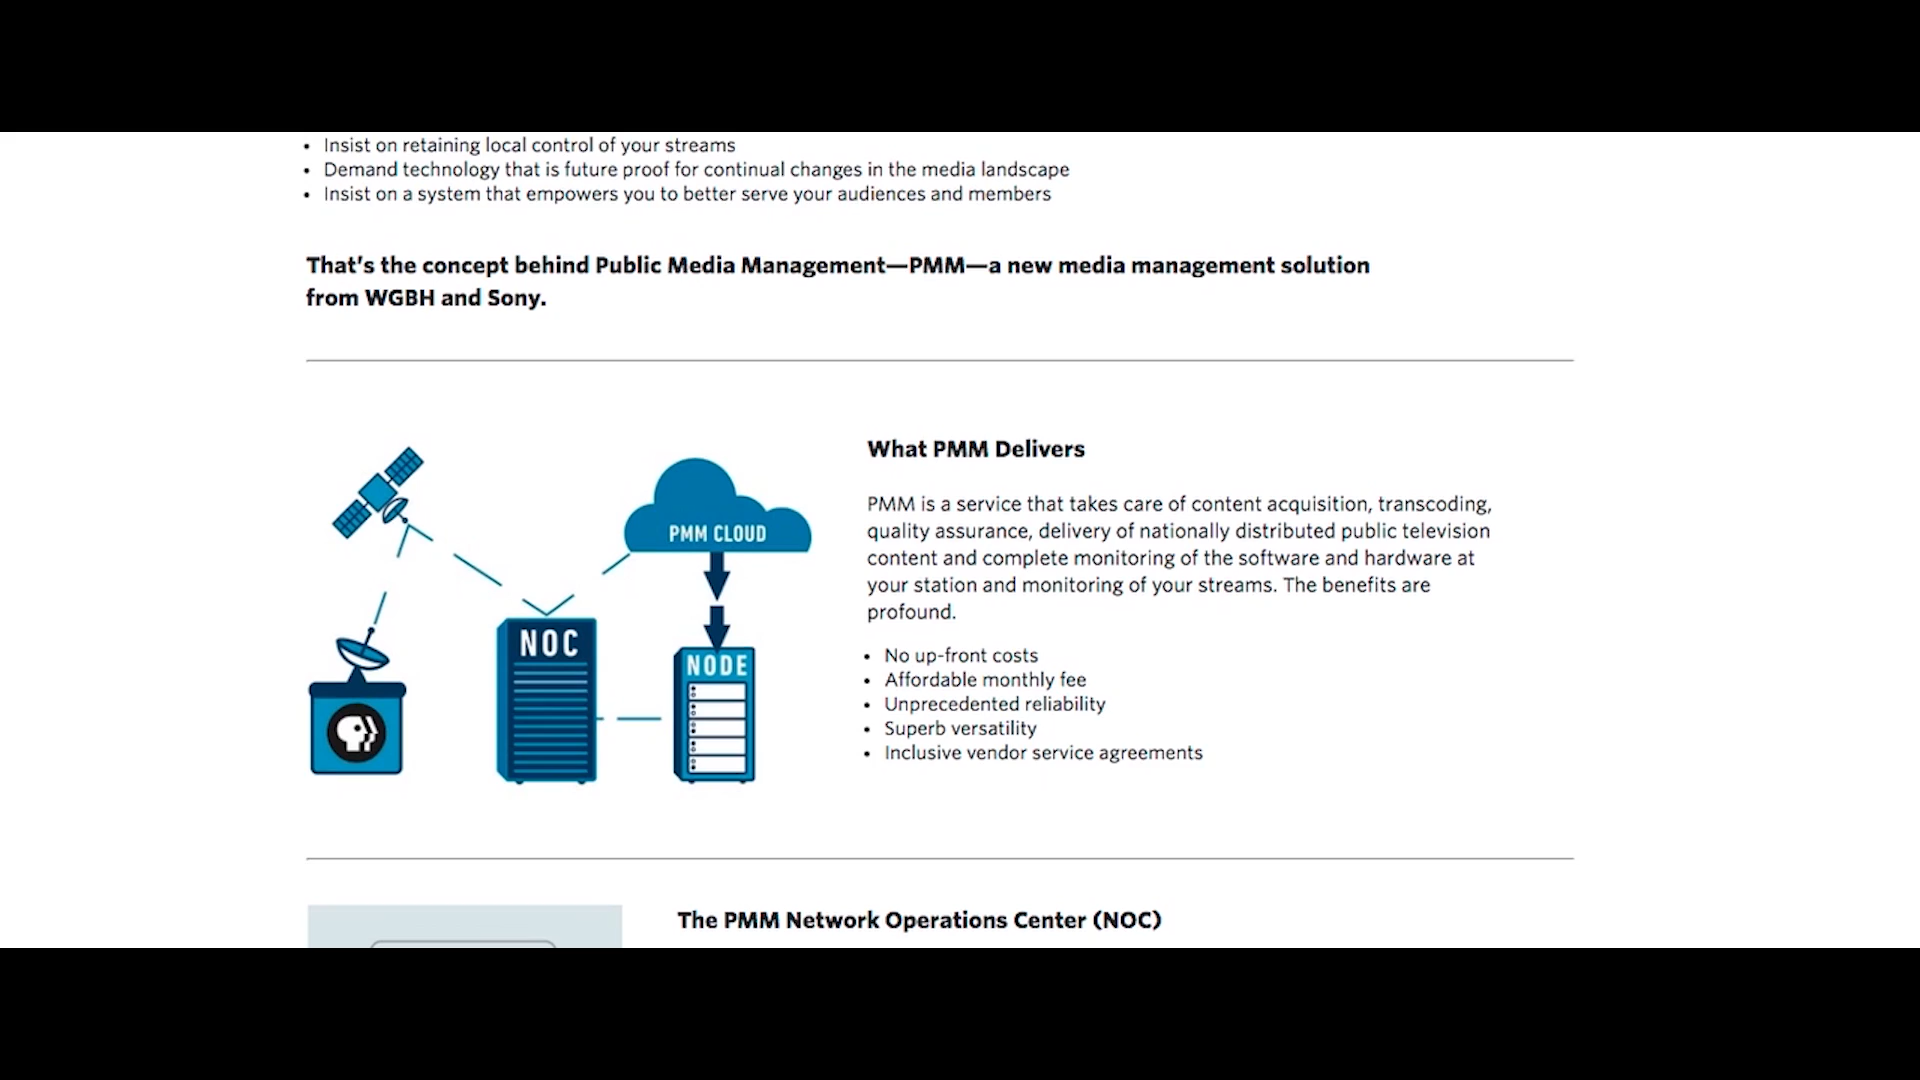 • Insist on retaining local control of your streams
• Demand technology that is future proof for continual changes in the media landscape
• Insist on a system that empowers you to better serve your audiences and members
That's the concept behind Public Media Management—PMM—a new media management solution
from WGBH and Sony.
PMM CLOUD
NOC
NODE
What PMM Delivers
PMM is a service that takes care of content acquisition, transcoding,
quality assurance, delivery of nationally distributed public television
content and complete monitoring of the software and hardware at
your station and monitoring of your streams. The benefits are
profound.
• No up-front costs
• Affordable monthly fee
• Unprecedented reliability
• Superb versatility
• Inclusive vendor service agreements
The PMM Network Operations Center (NOC)